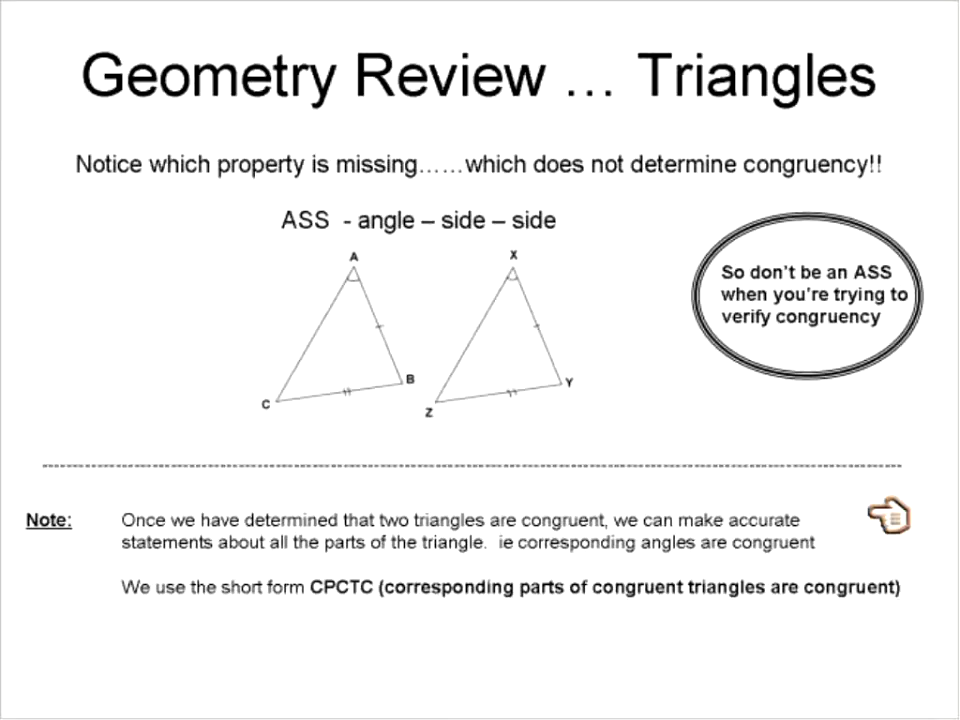 Geometry Review … Triangles
Notice which property is missing……which does not determine congruency!!
ASS - angle – side – side
So don't be an ASS
when you're trying to
verify congruency
A
X
B
Y
C
Z
Note:
Once we have determined that two triangles are congruent, we can make accurate
statements about all the parts of the triangle. ie corresponding angles are congruent
We use the short form CPCTC (corresponding parts of congruent triangles are congruent)